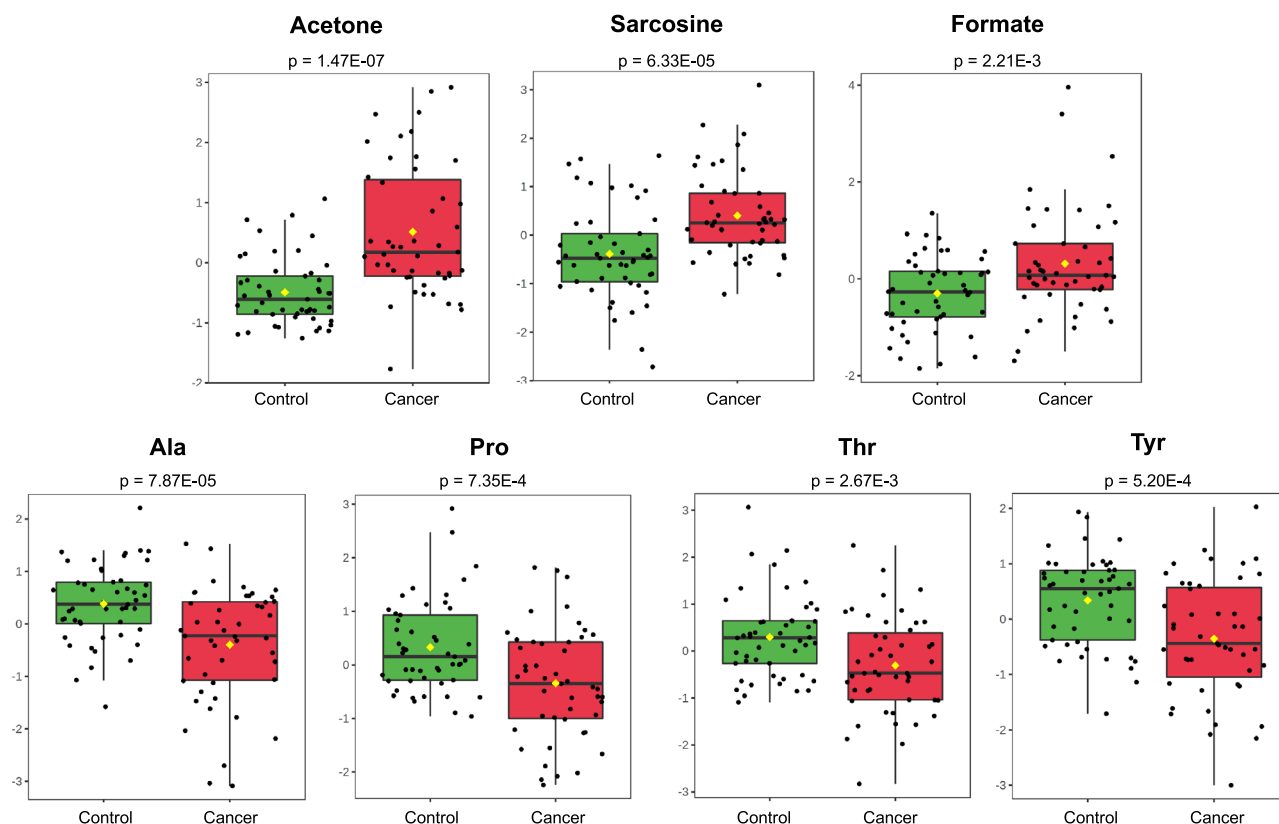 Acetone
p = 1.47E-07
3
2
1
0
-1
-2
Control Cancer
Sarcosine
p = 6.33E-05
3
2
1
0
-1
-2
-3
Control Cancer
Formate
p = 2.21E-3
4
2
0
-2
Control Cancer
Ala
p = 7.87E-05
2
1
0
-1
-2
-3
Control Cancer
Pro
p = 7.35E-4
3
2
1
0
-1
-2
Control Cancer
Thr
p = 2.67E-3
3
2
1
0
-1
-2
-3
Control Cancer
Tyr
p = 5.20E-4
2
1
0
-1
-2
-3
Control Cancer